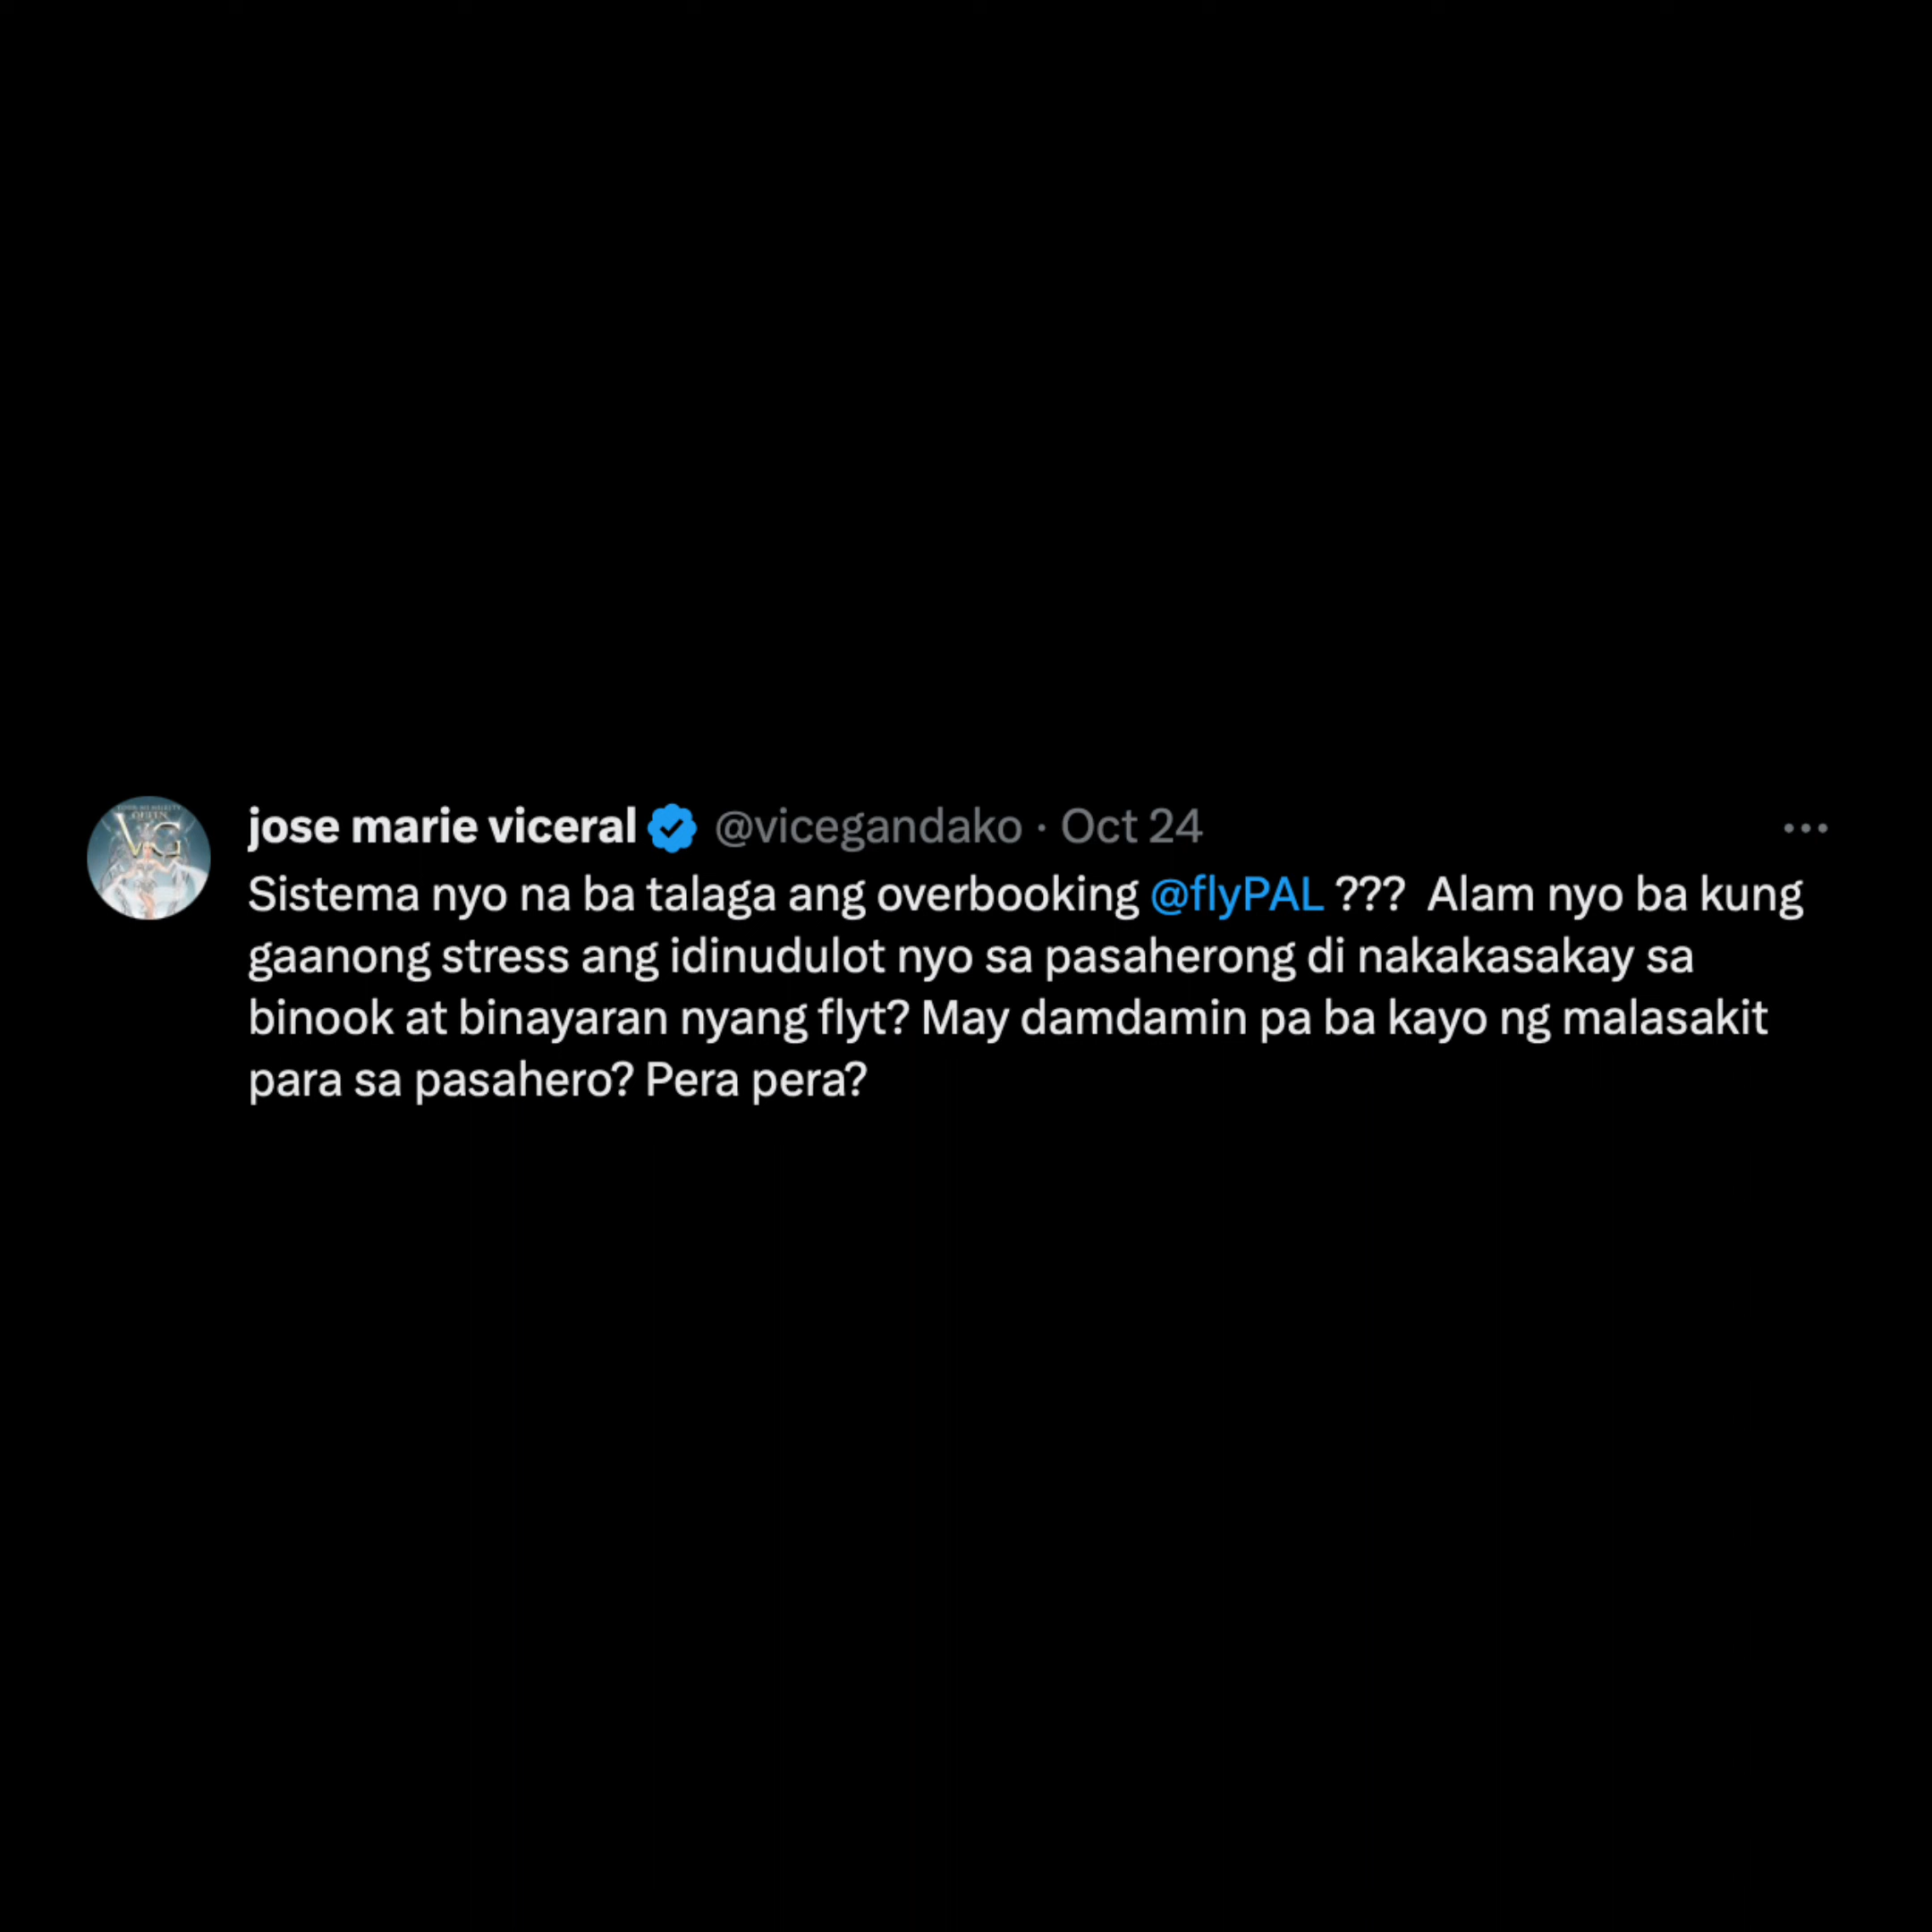 jose marie viceral @vicegandako · Oct 24
Sistema nyo na ba talaga ang overbooking @flyPAL ???  Alam nyo ba kung
gaanong stress ang idinudulot nyo sa pasaherong di nakakasakay sa
binook at binayaran nyang flyt? May damdamin pa ba kayo ng malasakit
para sa pasahero? Pera pera?
QUEEN
VG